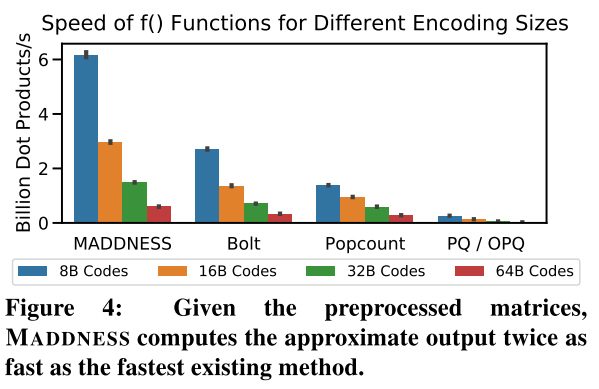 Speed of f() Functions for Different Encoding Sizes
Billion Dot Products/s
6
4
2
0
MADDNESS Bolt Popcount PQ / OPQ
8B Codes 16B Codes 32B Codes 64B Codes
Figure 4: Given the preprocessed matrices,
MADDNESS computes the approximate output twice as
fast as the fastest existing method.